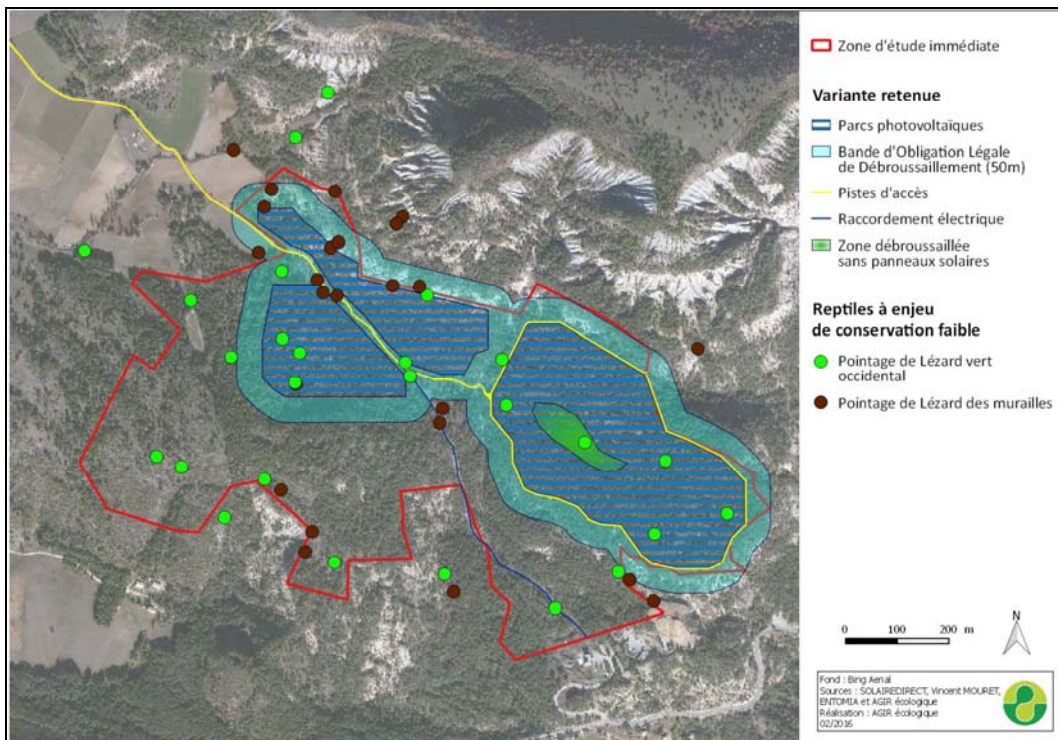 Zone d'étude immédiate
Variante retenue
Parcs photovoltaïques
Bande d'Obligation Légale
de Débroussaillement (50m)
Pistes d'accès
Raccordement électrique
Zone débroussaillée
sans panneaux solaires
Reptiles à enjeu
de conservation faible
Pointage de Lézard vert
occidental
Pointage de Lézard des murailles
N
0 100 200 m
Fond : Bing Aerial
Sources : SOLAIREDIRECT, Vincent MOURET,
ENTOMIA et AGIR écologique
Réalisation : AGIR écologique
02/2016